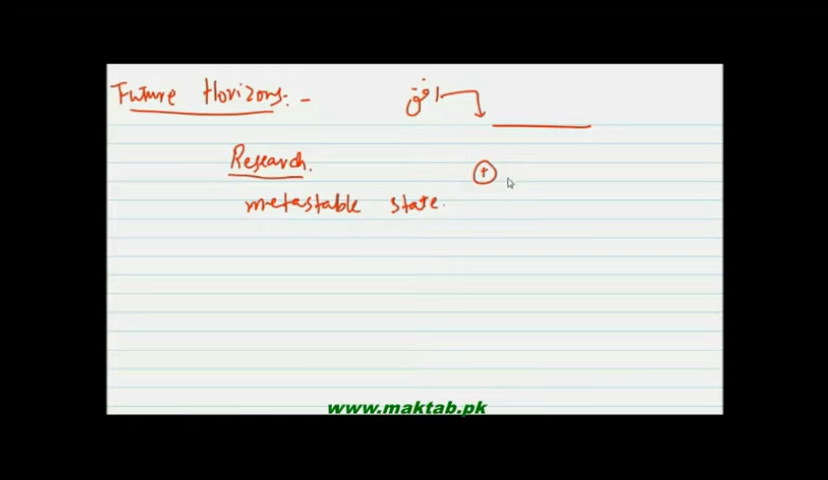 Future Horizons:-
افق
Research.
+
metastable state.
www.maktab.pk